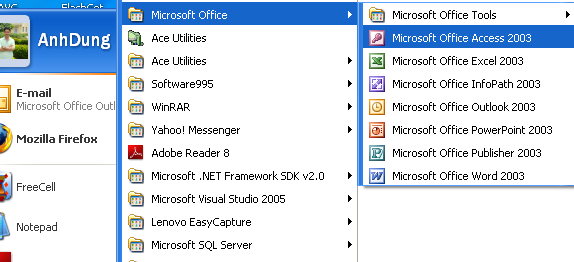 FlashGet
AnhDung
E-mail
Microsoft Office Outl
Mozilla Firefox
FreeCell
Notepad
Microsoft Office
Ace Utilities
Ace Utilities
Software995
WinRAR
Yahoo! Messenger
Adobe Reader 8
Microsoft .NET Framework SDK v2.0
Microsoft Visual Studio 2005
Lenovo EasyCapture
Microsoft SQL Server
Microsoft Office Tools
Microsoft Office Access 2003
Microsoft Office Excel 2003
Microsoft Office InfoPath 2003
Microsoft Office Outlook 2003
Microsoft Office PowerPoint 2003
Microsoft Office Publisher 2003
Microsoft Office Word 2003